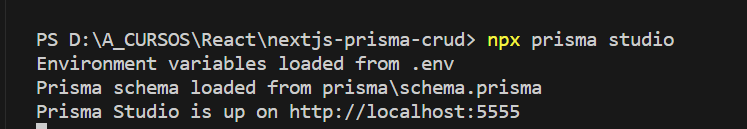 PS D:\A_CURSOS\React\nextjs-prisma-crud> npx prisma studio
Environment variables loaded from .env
Prisma schema loaded from prisma\schema.prisma
Prisma Studio is up on http://localhost:5555